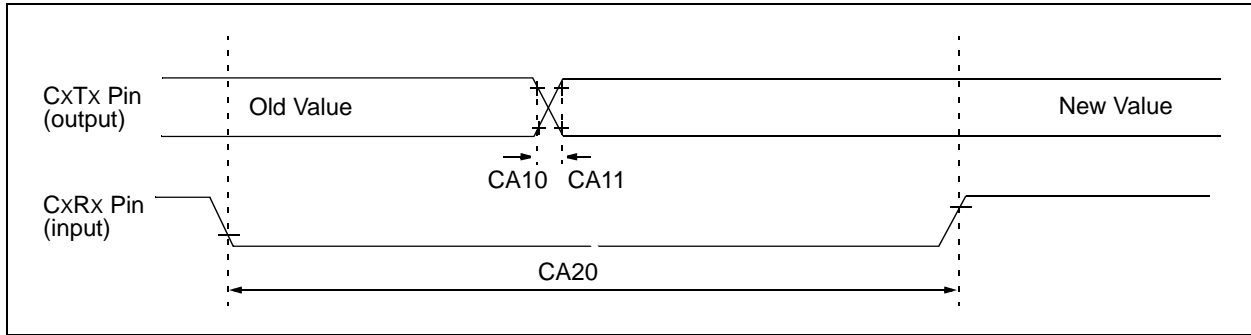 CxTx Pin
(output)
Old Value
New Value
CA10 CA11
CxRx Pin
(input)
CA20